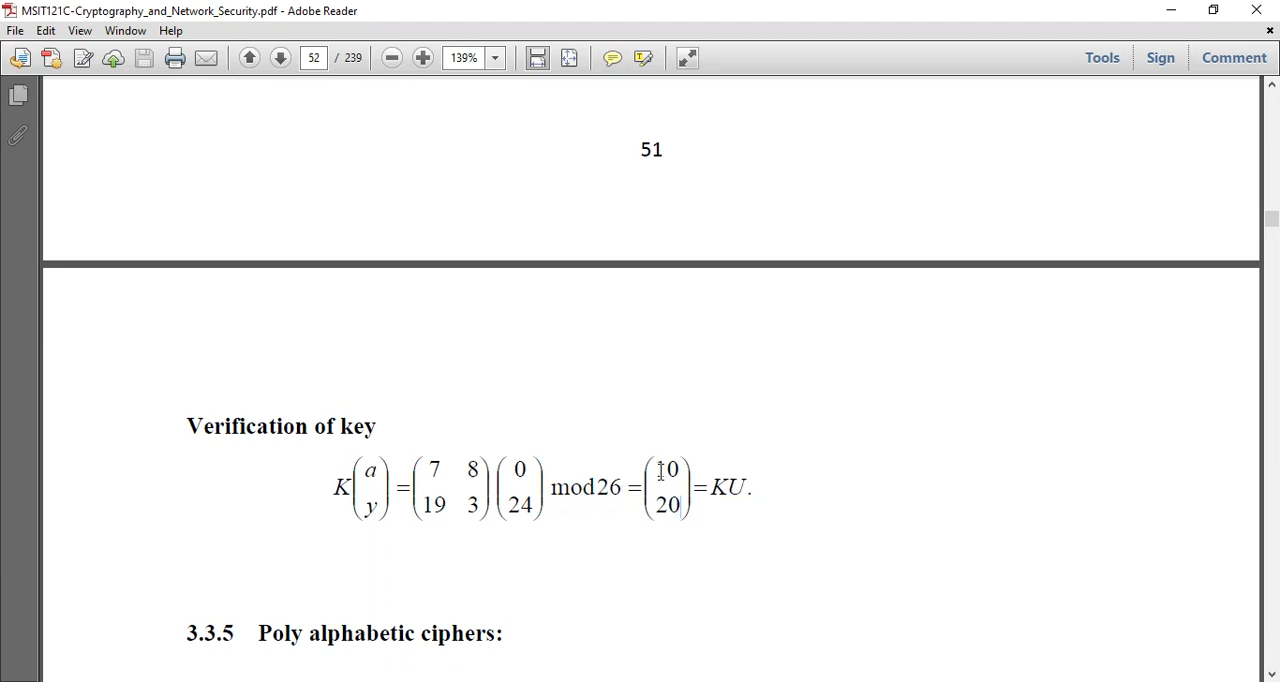 MSIT121C-Cryptography_and_Network_Security.pdf - Adobe Reader
File Edit View Window Help
52 / 239 139% Tools Sign Comment
51
Verification of key
K(a y) = (7 8 19 3)(0 24) mod 26 = (10 20) = KU.
3.3.5 Poly alphabetic ciphers: